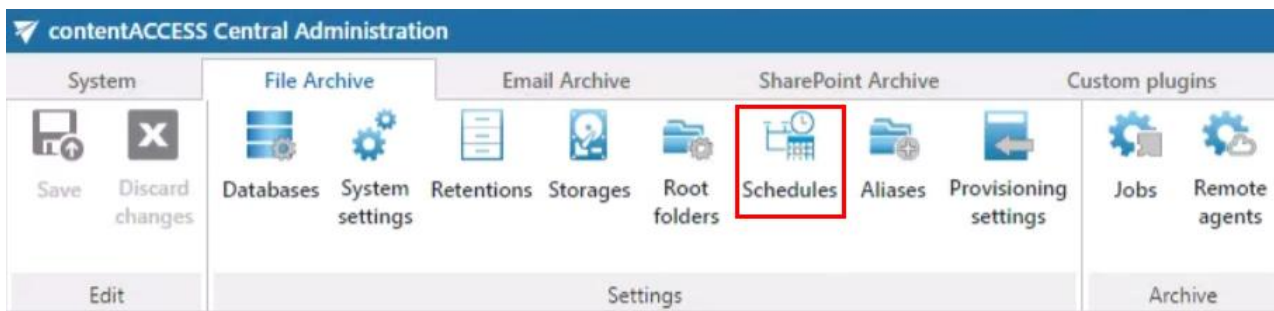 contentACCESS Central Administration
System File Archive Email Archive SharePoint Archive Custom plugins
Save Discard changes Databases System settings Retentions Storages Root folders Schedules Aliases Provisioning settings Jobs Remote agents
Edit Settings Archive